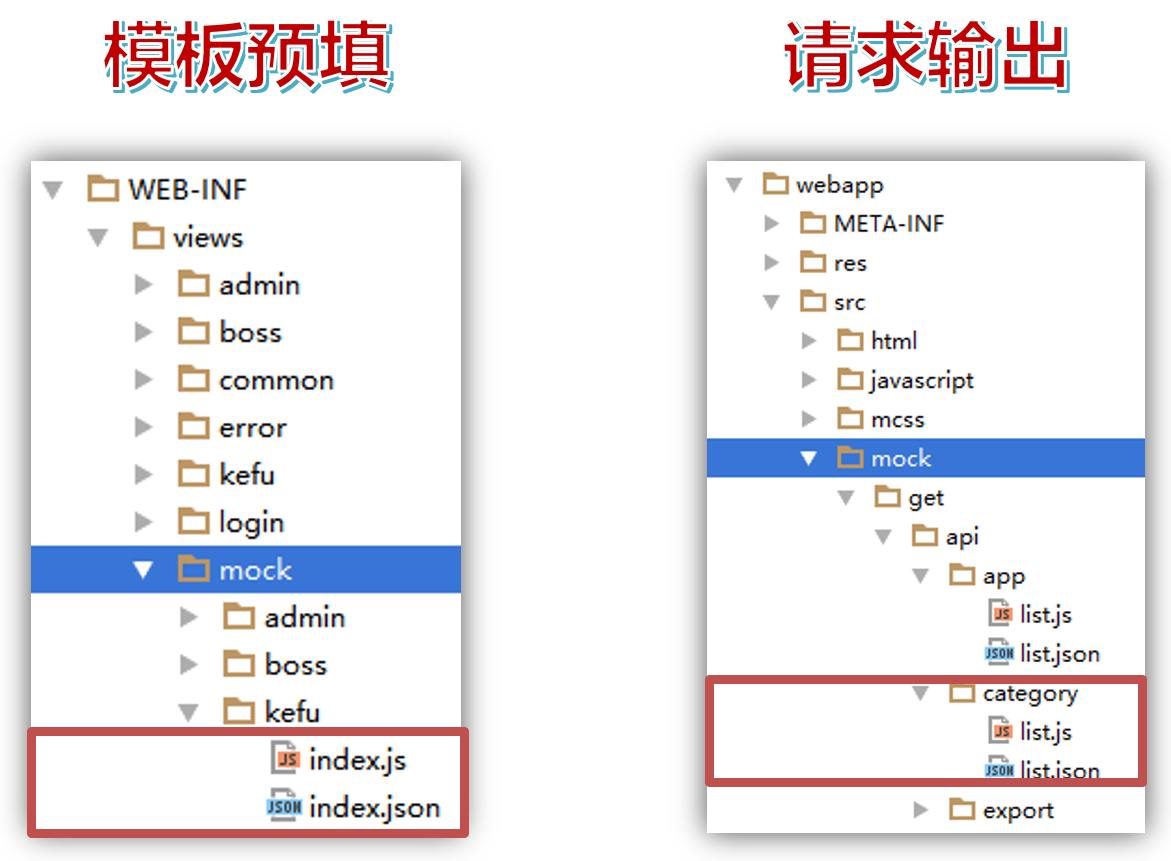 模板预填
WEB-INF
views
admin
boss
common
error
kefu
login
mock
admin
boss
kefu
JS index.js
JSON index.json
请求输出
webapp
META-INF
res
src
html
javascript
mcss
mock
get
api
app
JS list.js
JSON list.json
category
JS list.js
JSON list.json
export